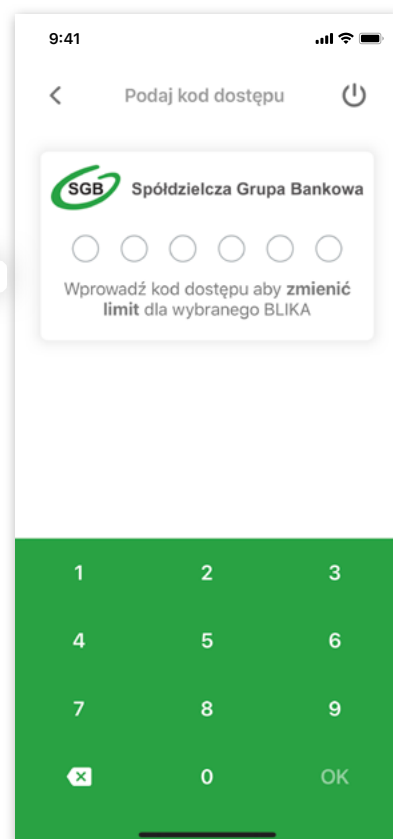 9:41
Podaj kod dostępu
SGB Spółdzielcza Grupa Bankowa
Wprowadź kod dostępu aby zmienić
limit dla wybranego BLIKA
1 2 3
4 5 6
7 8 9
0 OK